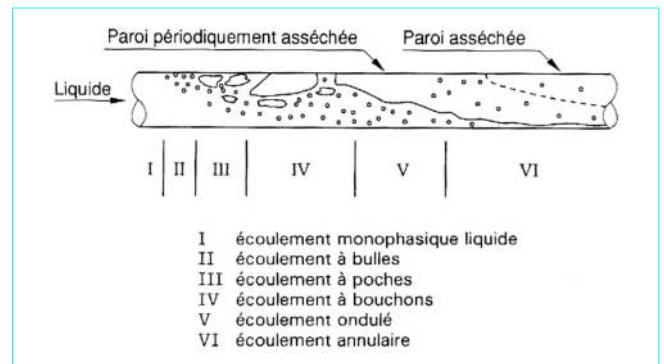 Paroi périodiquement asséchée Paroi asséchée
Liquide
I II III IV V VI
I écoulement monophasique liquide
II écoulement à bulles
III écoulement à poches
IV écoulement à bouchons
V écoulement ondulé
VI écoulement annulaire